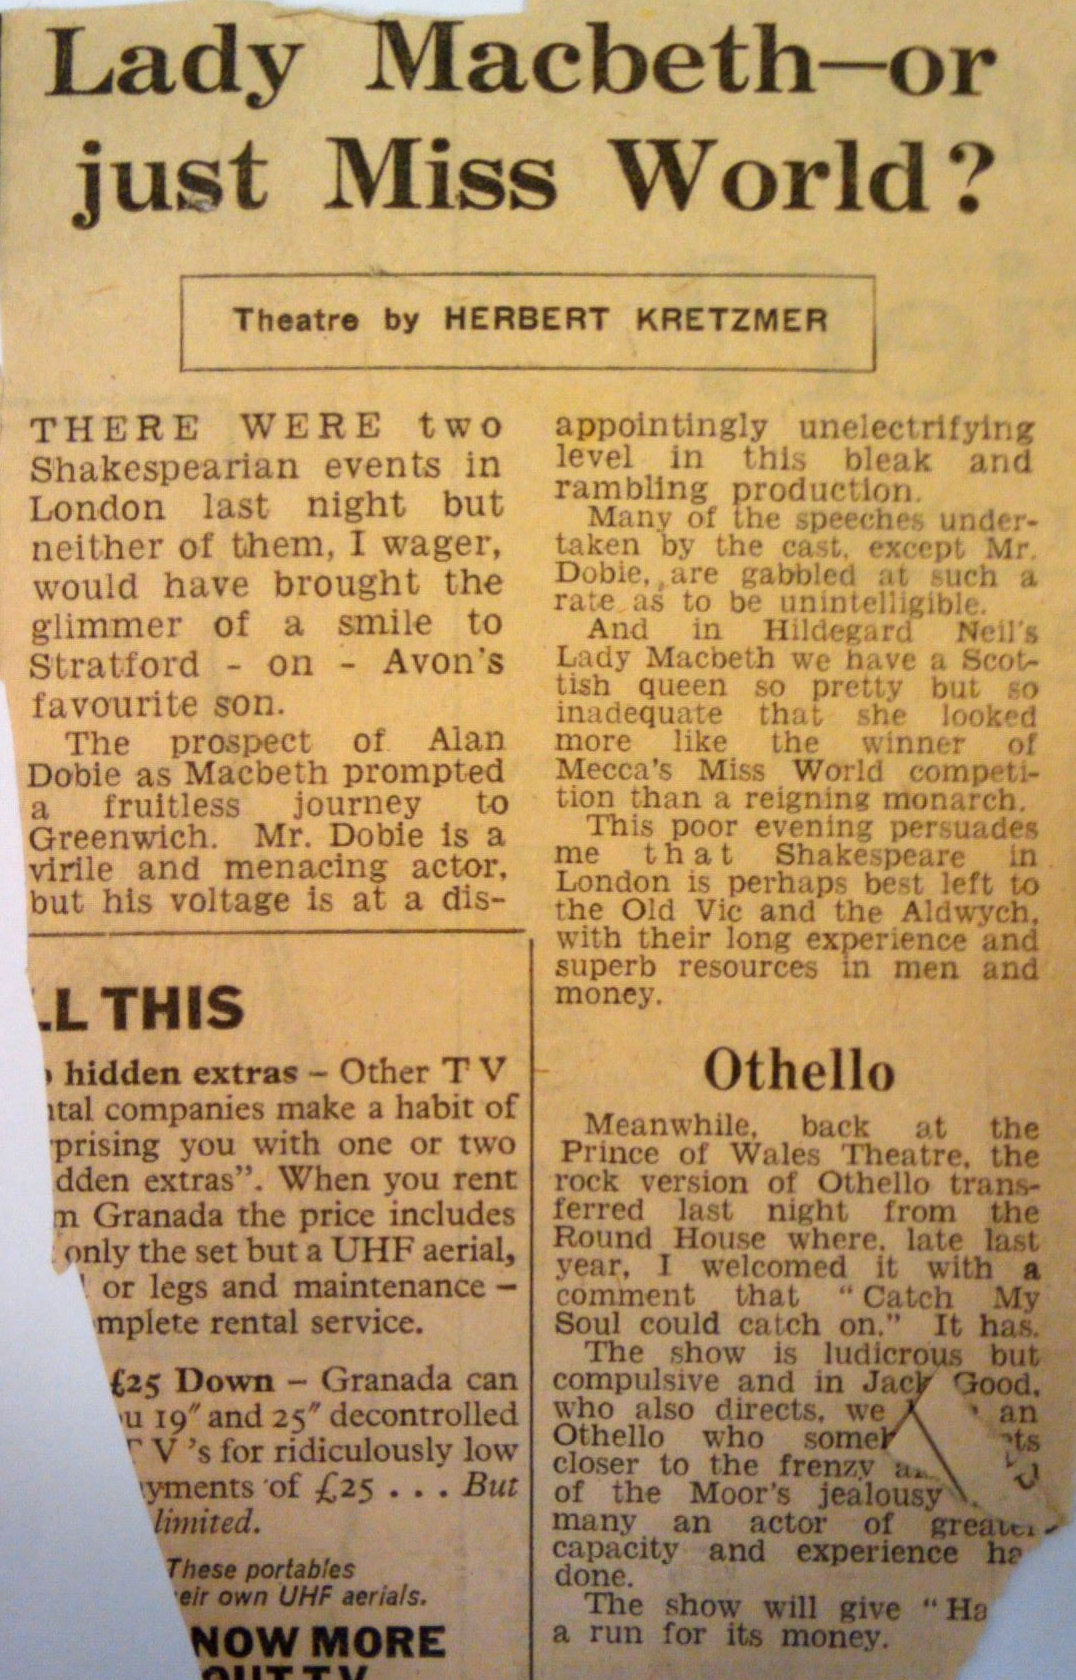 Lady Macbeth—or
just Miss World?
Theatre by HERBERT KRETZMER
THERE WERE two
Shakespearian events in
London last night but
neither of them, I wager,
would have brought the
glimmer of a smile to
Stratford - on - Avon's
favourite son.
The prospect of Alan
Dobie as Macbeth prompted
a fruitless journey to
Greenwich. Mr. Dobie is a
virile and menacing actor,
but his voltage is at a dis-
appointingly unelectrifying
level in this bleak and
rambling production.
Many of the speeches under-
taken by the cast, except Mr.
Dobie, are gabbled at such a
rate as to be unintelligible.
And in Hildegard Neil's
Lady Macbeth we have a Scot-
tish queen so pretty but so
inadequate that she looked
more like the winner of
Mecca's Miss World competi-
tion than a reigning monarch.
This poor evening persuades
me that Shakespeare in
London is perhaps best left to
the Old Vic and the Aldwych,
with their long experience and
superb resources in men and
money.
Othello
Meanwhile, back at the
Prince of Wales Theatre, the
rock version of Othello trans-
ferred last night from the
Round House where, late last
year, I welcomed it with a
comment that "Catch My
Soul could catch on." It has.
The show is ludicrous but
compulsive and in Jack Good,
who also directs, we an
Othello who
closer to the frenzy
of the Moor's jealousy
many an actor of greater
capacity and experience
done.
The show will give
a run for its money.
THIS
hidden extras – Other TV
companies make a habit of
you with one or two
extras". When you rent
Granada the price includes
only the set but a UHF aerial,
or legs and maintenance –
rental service.
£25 Down – Granada can
19" and 25" decontrolled
TV's for ridiculously low
of £25 . . . But
limited.
These portables
own UHF aerials.
NOW MORE